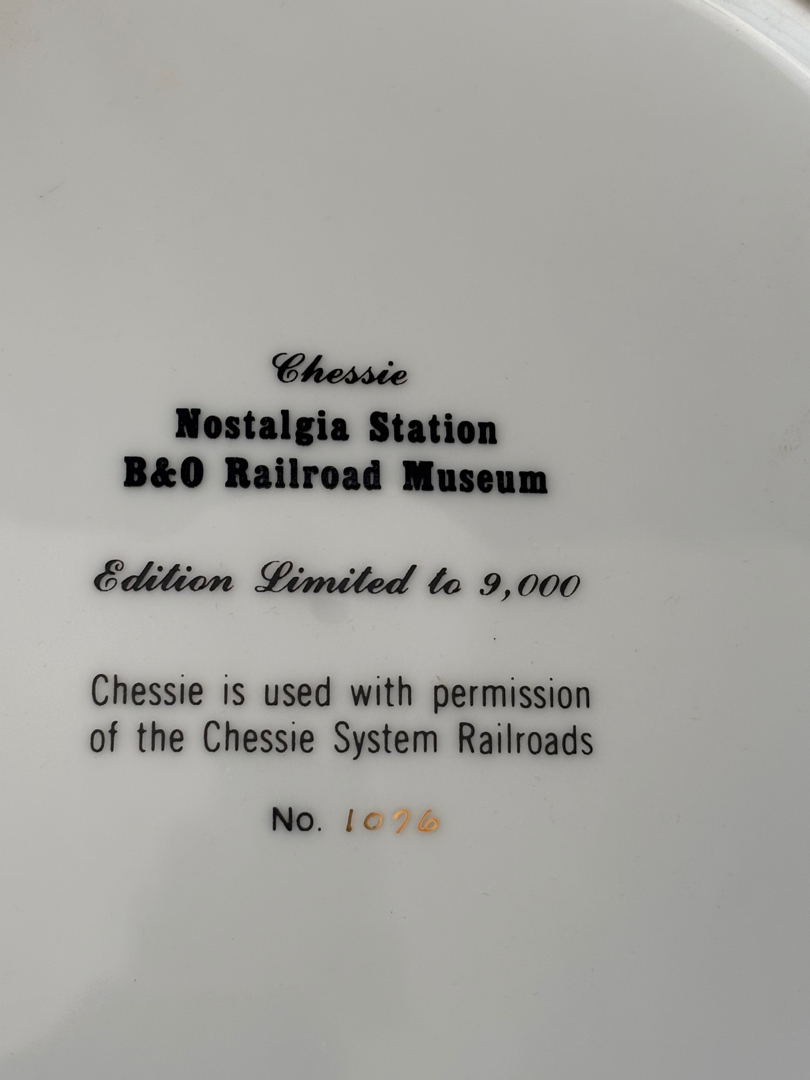 Chessie
Nostalgia Station
B&O Railroad Museum
Edition Limited to 9,000
Chessie is used with permission
of the Chessie System Railroads
No. 1076